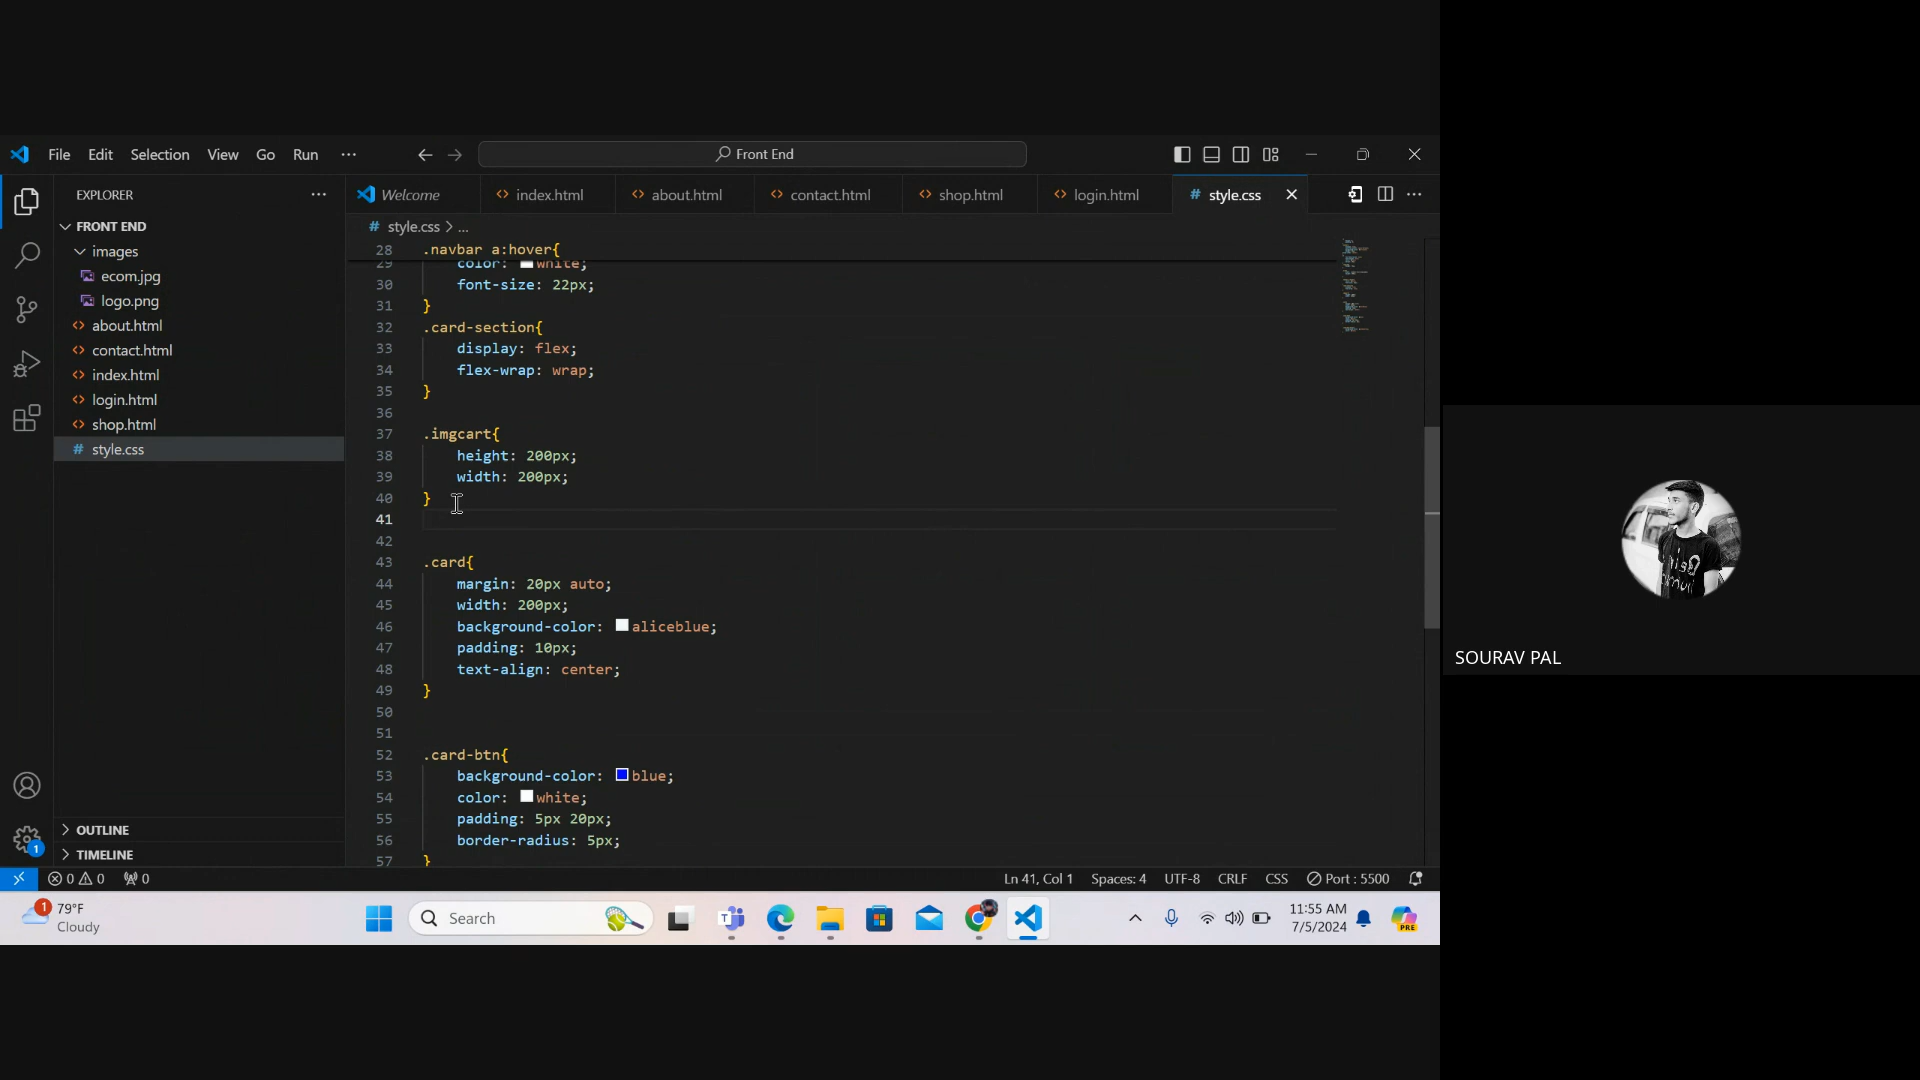 File Edit Selection View Go Run ··· Front End
EXPLORER ···
Welcome index.html about.html contact.html shop.html login.html # style.css ···
FRONT END
images
ecom.jpg
logo.png
about.html
contact.html
index.html
login.html
shop.html
# style.css
# style.css > ...
28 .navbar a:hover{
29 color: white;
30 font-size: 22px;
31 }
32 .card-section{
33 display: flex;
34 flex-wrap: wrap;
35 }
36
37 .imgcart{
38 height: 200px;
39 width: 200px;
40 }
41
42
43 .card{
44 margin: 20px auto;
45 width: 200px;
46 background-color: aliceblue;
47 padding: 10px;
48 text-align: center;
49 }
50
51
52 .card-btn{
53 background-color: blue;
54 color: white;
55 padding: 5px 20px;
56 border-radius: 5px;
57 }
1
OUTLINE
TIMELINE
0 0 0 Ln 41, Col 1 Spaces: 4 UTF-8 CRLF CSS Port : 5500
1 79°F
Cloudy
Search
PRE
11:55 AM
7/5/2024
SOURAV PAL